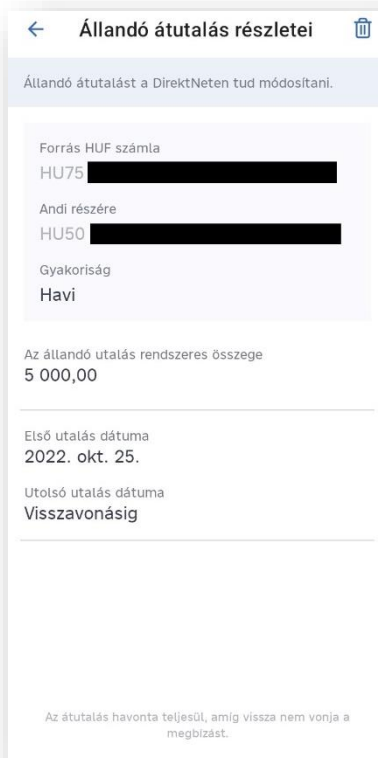 Állandó átutalás részletei
Állandó átutalást a DirektNeten tud módosítani.
Forrás HUF számla
HU75
Andi részére
HU50
Gyakoriság
Havi
Az állandó utalás rendszeres összege
5 000,00
Első utalás dátuma
2022. okt. 25.
Utolsó utalás dátuma
Visszavonásig
Az átutalás havonta teljesül, amíg vissza nem vonja a
megbízást.